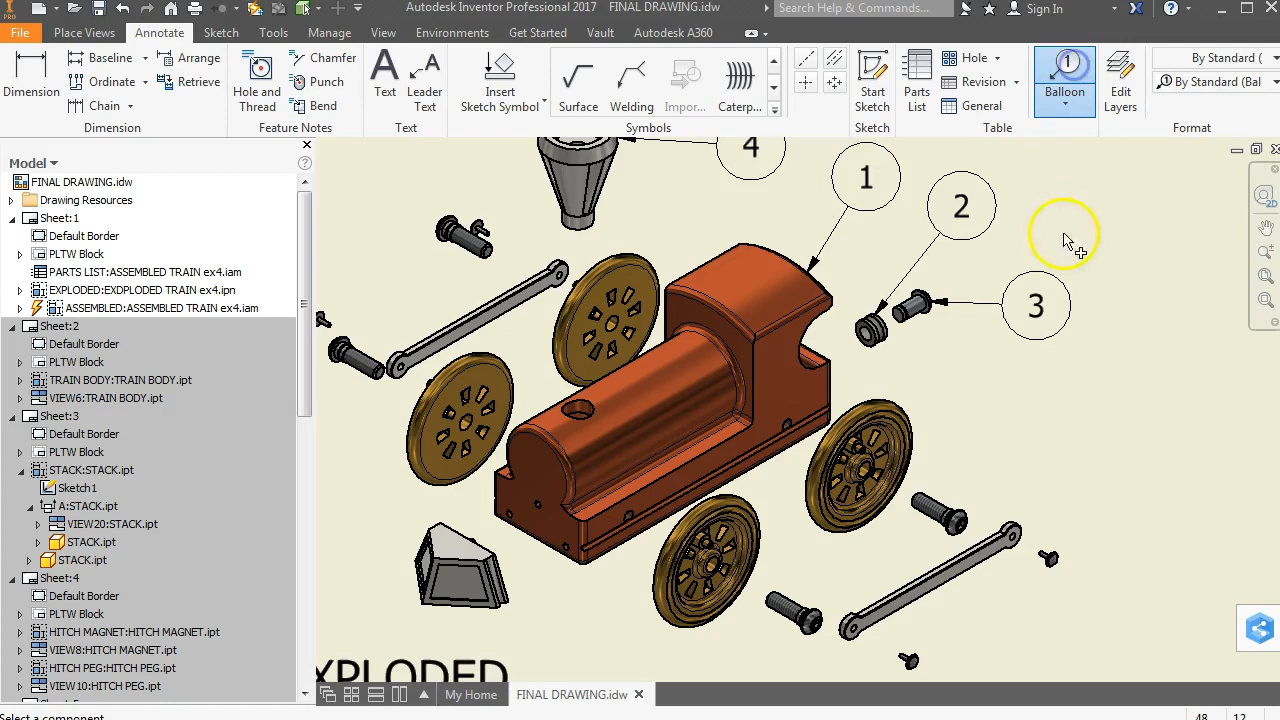 PRO
Autodesk Inventor Professional 2017 FINAL DRAWING.idw
Search Help & Commands...
Sign In
File Place Views Annotate Sketch Tools Manage View Environments Get Started Vault Autodesk A360
Dimension
Baseline
Ordinate
Chain
Arrange
Retrieve
Dimension
Hole and Thread
Chamfer
Punch
Bend
Feature Notes
Text
Leader Text
Text
Insert Sketch Symbol
Surface
Welding
Impor...
Caterp...
Symbols
Start Sketch
Sketch
Parts List
Hole
Revision
General
Table
1
Balloon
Edit Layers
By Standard (
By Standard (Bal
Format
Model
FINAL DRAWING.idw
Drawing Resources
Sheet:1
Default Border
PLTW Block
PARTS LIST:ASSEMBLED TRAIN ex4.iam
EXPLODED:EXDPLODED TRAIN ex4.ipn
ASSEMBLED:ASSEMBLED TRAIN ex4.iam
Sheet:2
Default Border
PLTW Block
TRAIN BODY:TRAIN BODY.ipt
VIEW6:TRAIN BODY.ipt
Sheet:3
Default Border
PLTW Block
STACK:STACK.ipt
Sketch1
A:STACK.ipt
VIEW20:STACK.ipt
STACK.ipt
STACK.ipt
Sheet:4
Default Border
PLTW Block
HITCH MAGNET:HITCH MAGNET.ipt
VIEW8:HITCH MAGNET.ipt
HITCH PEG:HITCH PEG.ipt
VIEW10:HITCH PEG.ipt
4
1
2
3
2D
XPLODED
My Home
FINAL DRAWING.idw
Select a component
48 12